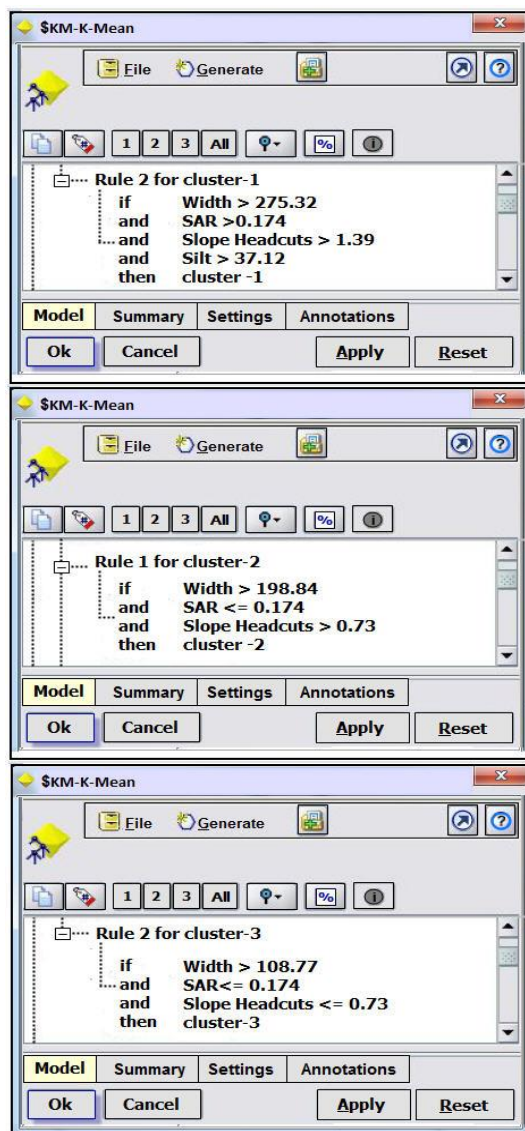 $KM-K-Mean
File Generate
1 2 3 All %
Rule 2 for cluster-1
if Width > 275.32
and SAR >0.174
and Slope Headcuts > 1.39
and Silt > 37.12
then cluster -1
Model Summary Settings Annotations
Ok Cancel Apply Reset
$KM-K-Mean
File Generate
1 2 3 All %
Rule 1 for cluster-2
if Width > 198.84
and SAR <= 0.174
and Slope Headcuts > 0.73
then cluster -2
Model Summary Settings Annotations
Ok Cancel Apply Reset
$KM-K-Mean
File Generate
1 2 3 All %
Rule 2 for cluster-3
if Width > 108.77
and SAR<= 0.174
and Slope Headcuts <= 0.73
then cluster-3
Model Summary Settings Annotations
Ok Cancel Apply Reset